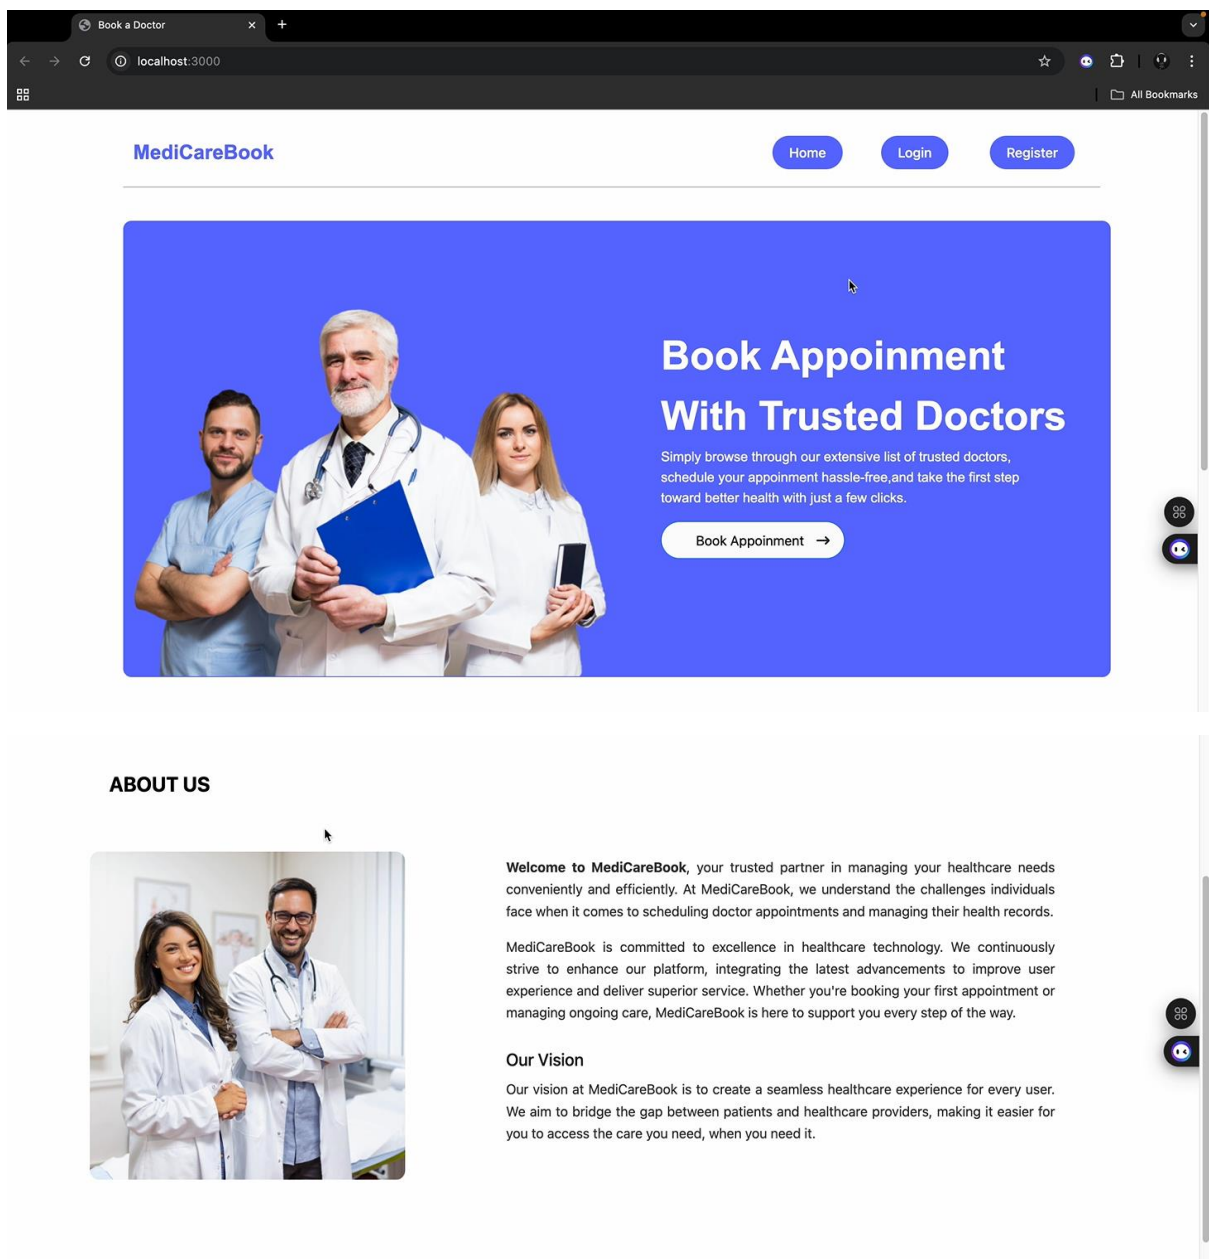 Book a Doctor
localhost:3000
All Bookmarks
MediCareBook
Home
Login
Register
Book Appoinment
With Trusted Doctors
Simply browse through our extensive list of trusted doctors,
schedule your appoinment hassle-free,and take the first step
toward better health with just a few clicks.
Book Appoinment →
ABOUT US
Welcome to MediCareBook, your trusted partner in managing your healthcare needs
conveniently and efficiently. At MediCareBook, we understand the challenges individuals
face when it comes to scheduling doctor appointments and managing their health records.
MediCareBook is committed to excellence in healthcare technology. We continuously
strive to enhance our platform, integrating the latest advancements to improve user
experience and deliver superior service. Whether you're booking your first appointment or
managing ongoing care, MediCareBook is here to support you every step of the way.
Our Vision
Our vision at MediCareBook is to create a seamless healthcare experience for every user.
We aim to bridge the gap between patients and healthcare providers, making it easier for
you to access the care you need, when you need it.